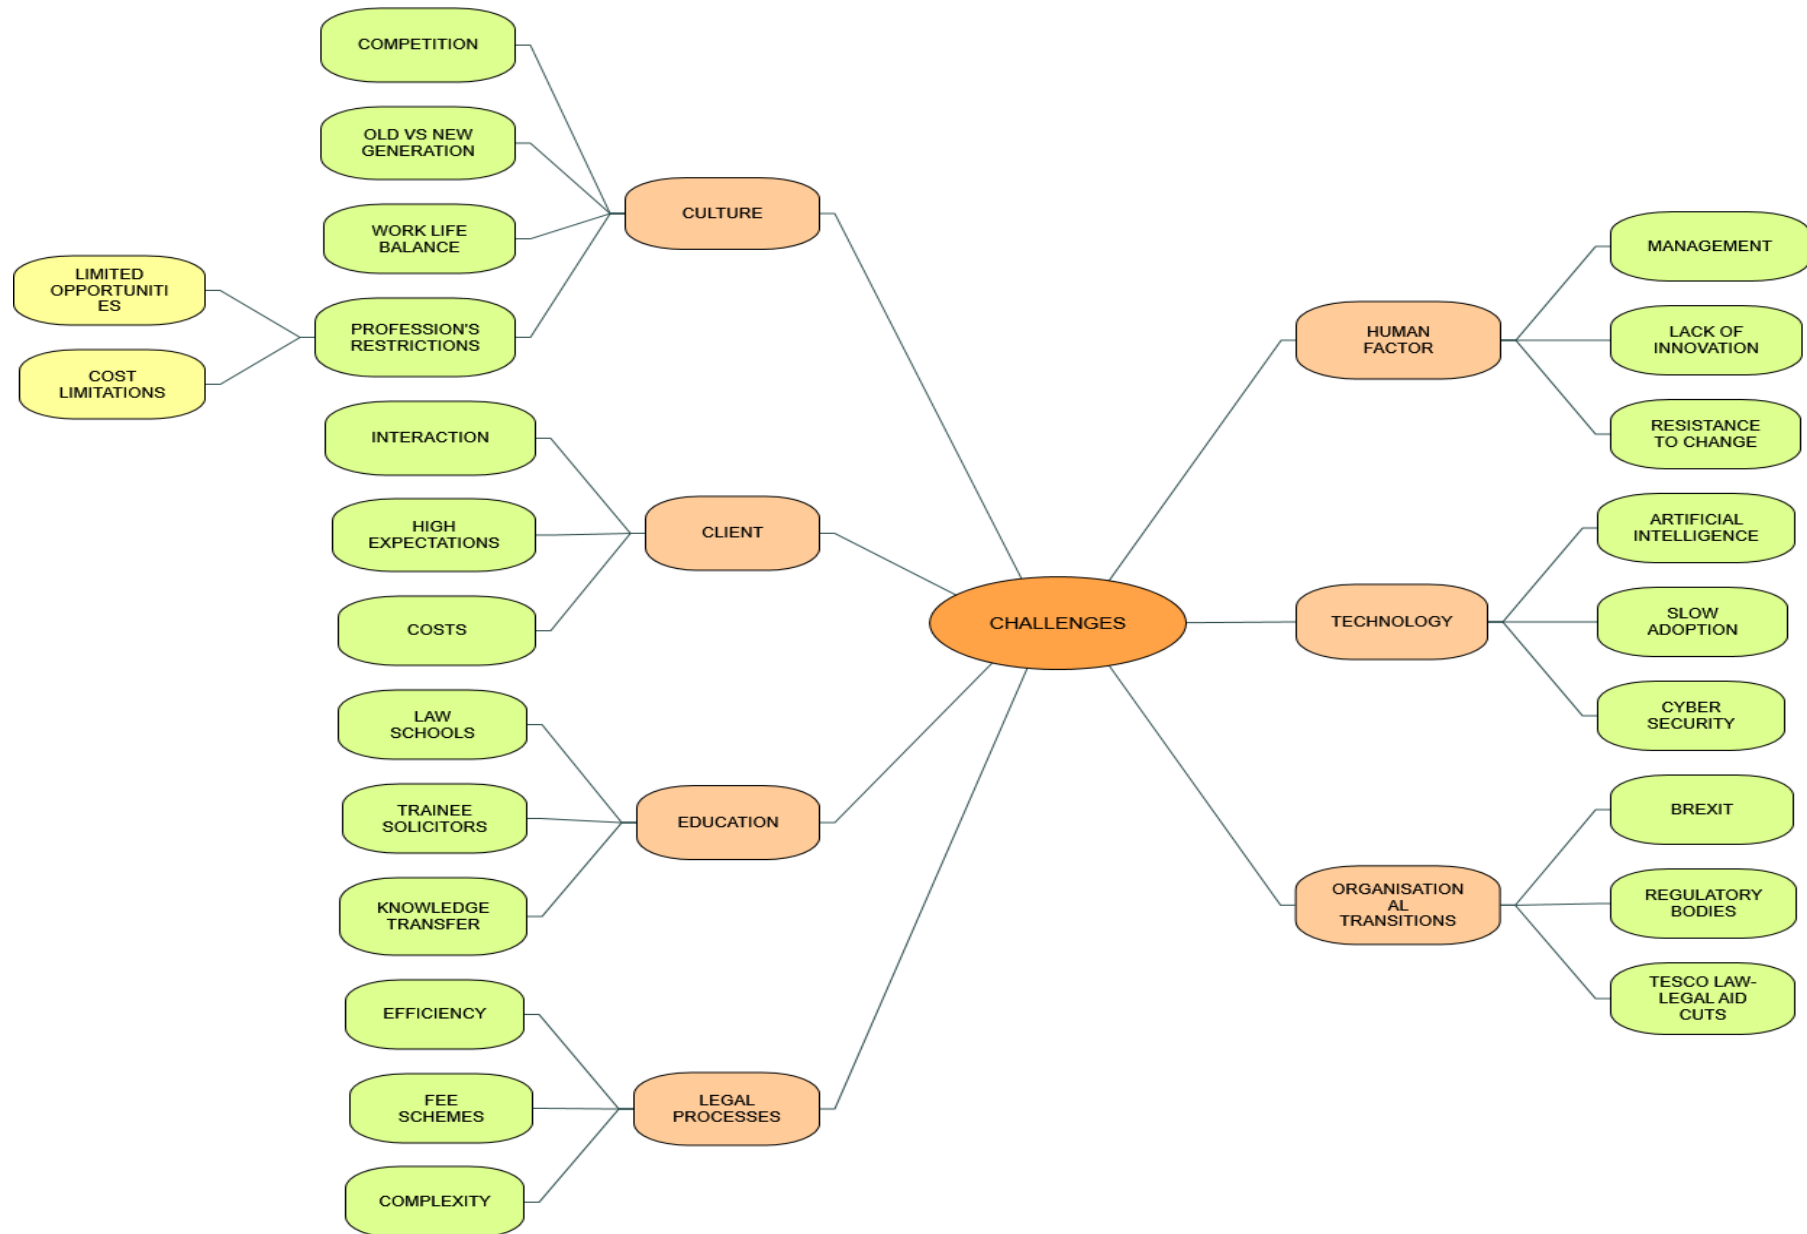 COMPETITION
OLD VS NEW
GENERATION
WORK LIFE
BALANCE
PROFESSION'S
RESTRICTIONS
LIMITED
OPPORTUNITI
ES
COST
LIMITATIONS
CULTURE
INTERACTION
HIGH
EXPECTATIONS
COSTS
CLIENT
LAW
SCHOOLS
TRAINEE
SOLICITORS
KNOWLEDGE
TRANSFER
EDUCATION
EFFICIENCY
FEE
SCHEMES
COMPLEXITY
LEGAL
PROCESSES
CHALLENGES
HUMAN
FACTOR
MANAGEMENT
LACK OF
INNOVATION
RESISTANCE
TO CHANGE
TECHNOLOGY
ARTIFICIAL
INTELLIGENCE
SLOW
ADOPTION
CYBER
SECURITY
ORGANISATION
AL
TRANSITIONS
BREXIT
REGULATORY
BODIES
TESCO LAW-
LEGAL AID
CUTS